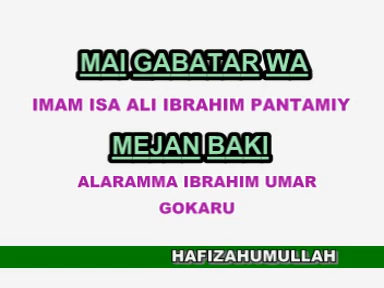 MAI GABATAR WA
IMAM ISA ALI IBRAHIM PANTAMIY
MEJAN BAKI
ALARAMMA IBRAHIM UMAR
GOKARU
HAFIZAHUMULLAH